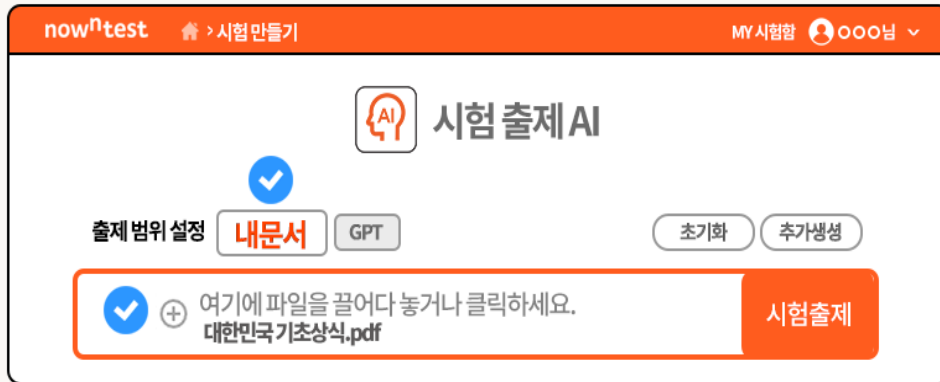 nowntest > 시험 만들기 MY 시험함 OOO님
AI 시험 출제 AI
출제 범위 설정 내문서 GPT 초기화 추가생성
여기에 파일을 끌어다 놓거나 클릭하세요. 시험출제
대한민국 기초상식.pdf